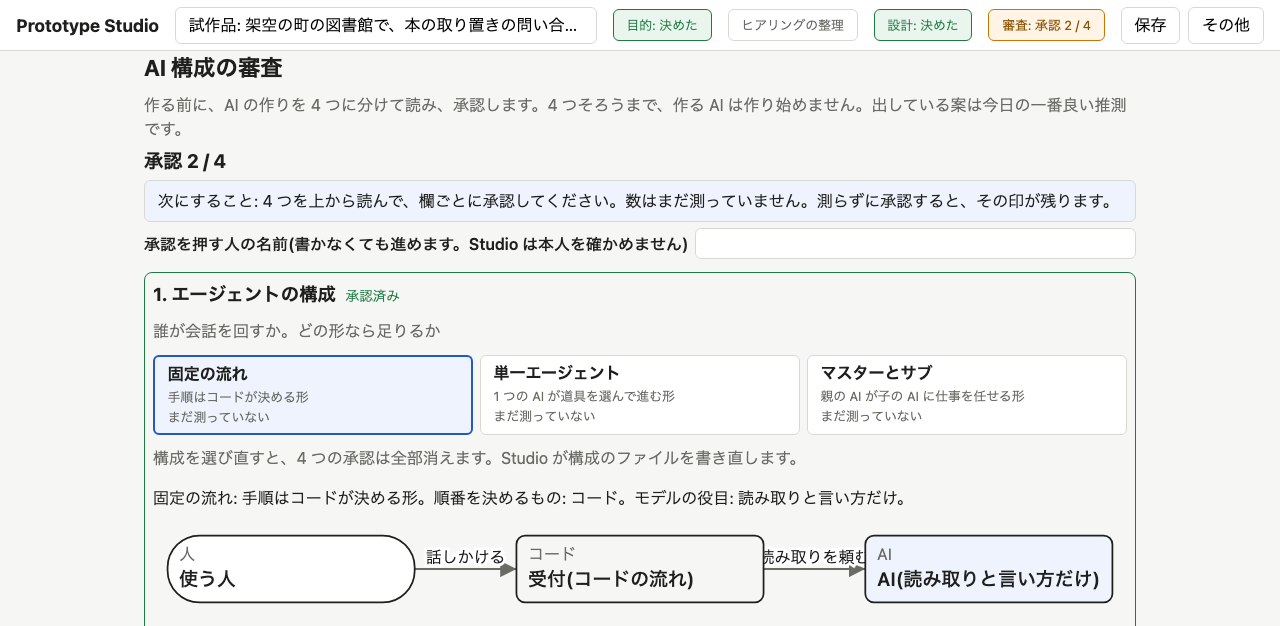 Prototype Studio
試作品: 架空の町の図書館で、本の取り置きの問い合...
目的: 決めた
ヒアリングの整理
設計: 決めた
審査: 承認 2 / 4
保存
その他
AI 構成の審査
作る前に、AI の作りを 4 つに分けて読み、承認します。4 つそろうまで、作る AI は作り始めません。出している案は今日の一番良い推測
です。
承認 2 / 4
次にすること: 4 つを上から読んで、欄ごとに承認してください。数はまだ測っていません。測らずに承認すると、その印が残ります。
承認を押す人の名前(書かなくても進めます。Studio は本人を確かめません)
1. エージェントの構成 承認済み
誰が会話を回すか。どの形なら足りるか
固定の流れ
手順はコードが決める形
まだ測っていない
単一エージェント
1 つの AI が道具を選んで進む形
まだ測っていない
マスターとサブ
親の AI が子の AI に仕事を任せる形
まだ測っていない
構成を選び直すと、4 つの承認は全部消えます。Studio が構成のファイルを書き直します。
固定の流れ: 手順はコードが決める形。順番を決めるもの: コード。モデルの役目: 読み取りと言い方だけ。
人
使う人
話しかける
コード
受付(コードの流れ)
読み取りを頼む
AI
AI(読み取りと言い方だけ)